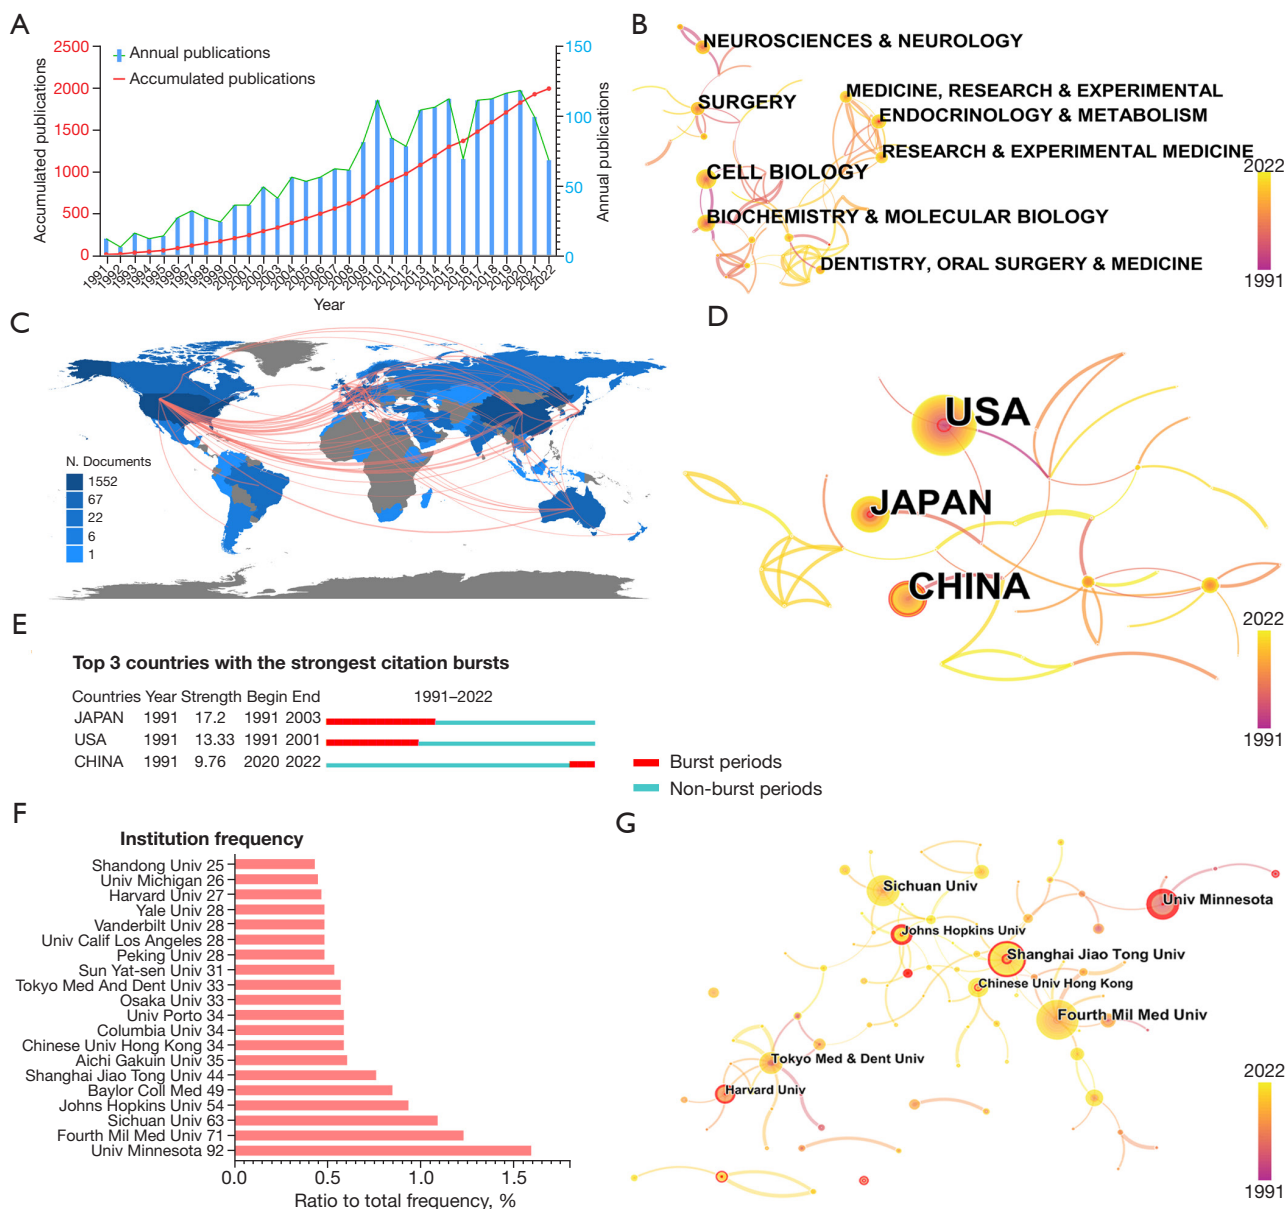 A
2500
2000
1500
1000
500
0
Accumulated publications
Annual publications
Accumulated publications
150
100
50
0
Annual publications
1991
1992
1993
1994
1995
1996
1997
1998
1999
2000
2001
2002
2003
2004
2005
2006
2007
2008
2009
2010
2011
2012
2013
2014
2015
2016
2017
2018
2019
2020
2021
2022
Year
B
NEUROSCIENCES & NEUROLOGY
SURGERY
MEDICINE, RESEARCH & EXPERIMENTAL
ENDOCRINOLOGY & METABOLISM
RESEARCH & EXPERIMENTAL MEDICINE
CELL BIOLOGY
BIOCHEMISTRY & MOLECULAR BIOLOGY
DENTISTRY, ORAL SURGERY & MEDICINE
2022
1991
C
N. Documents
1552
67
22
6
1
D
USA
JAPAN
CHINA
2022
1991
E
Top 3 countries with the strongest citation bursts
Countries Year Strength Begin End 1991–2022
JAPAN 1991 17.2 1991 2003
USA 1991 13.33 1991 2001
CHINA 1991 9.76 2020 2022
Burst periods
Non-burst periods
F
Institution frequency
Shandong Univ 25
Univ Michigan 26
Harvard Univ 27
Yale Univ 28
Vanderbilt Univ 28
Univ Calif Los Angeles 28
Peking Univ 28
Sun Yat-sen Univ 31
Tokyo Med And Dent Univ 33
Osaka Univ 33
Univ Porto 34
Columbia Univ 34
Chinese Univ Hong Kong 34
Aichi Gakuin Univ 35
Shanghai Jiao Tong Univ 44
Baylor Coll Med 49
Johns Hopkins Univ 54
Sichuan Univ 63
Fourth Mil Med Univ 71
Univ Minnesota 92
0.0 0.5 1.0 1.5
Ratio to total frequency, %
G
Sichuan Univ
Univ Minnesota
Johns Hopkins Univ
Shanghai Jiao Tong Univ
Chinese Univ Hong Kong
Fourth Mil Med Univ
Tokyo Med & Dent Univ
Harvard Univ
2022
1991